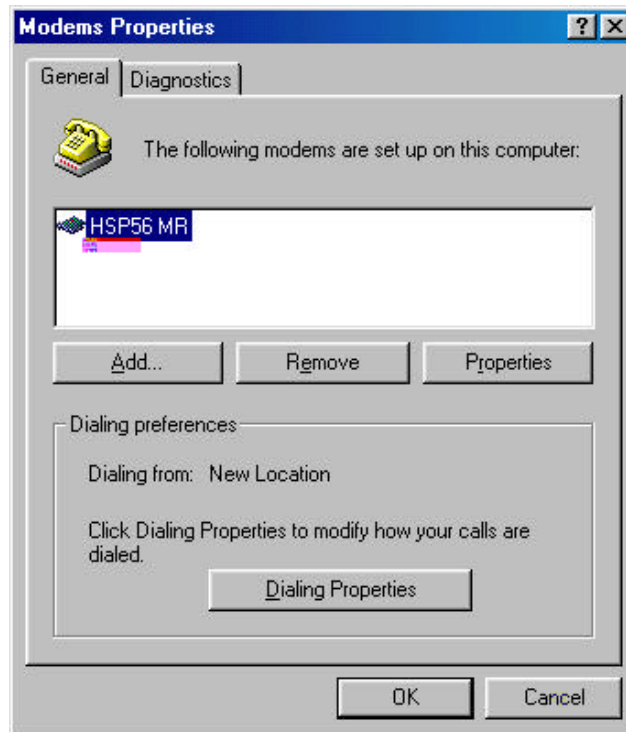 Modems Properties
General
Diagnostics
The following modems are set up on this computer:
HSP56 MR
Add...
Remove
Properties
Dialing preferences
Dialing from: New Location
Click Dialing Properties to modify how your calls are
dialed.
Dialing Properties
OK
Cancel